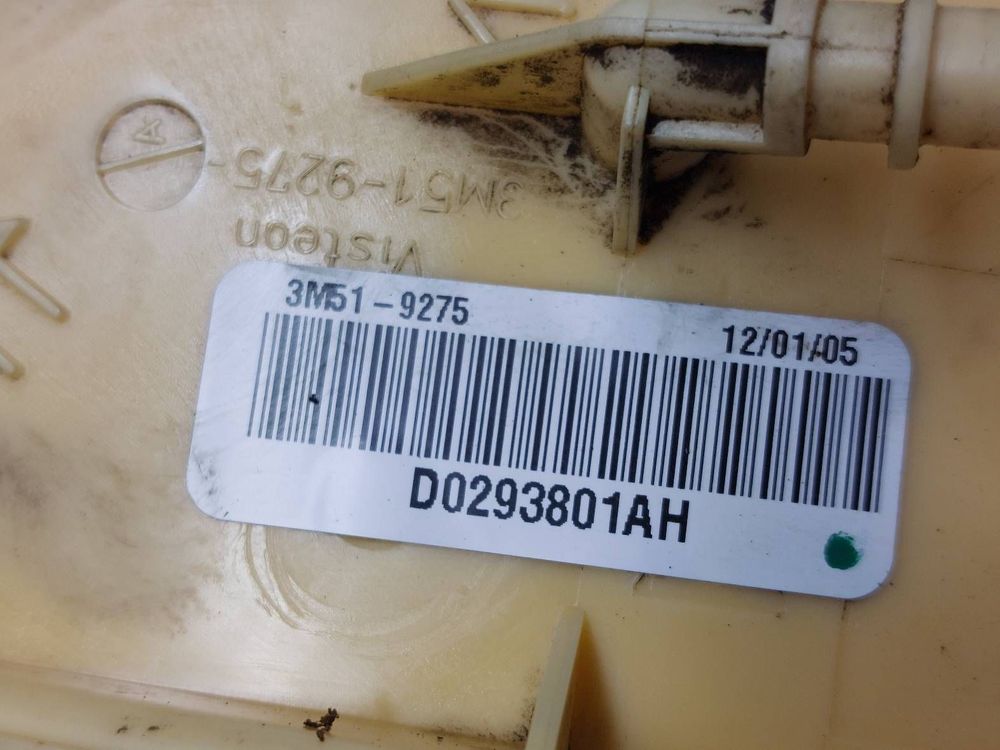 A
3M51-9275-
Visteon
3M51-9275
12/01/05
D0293801AH